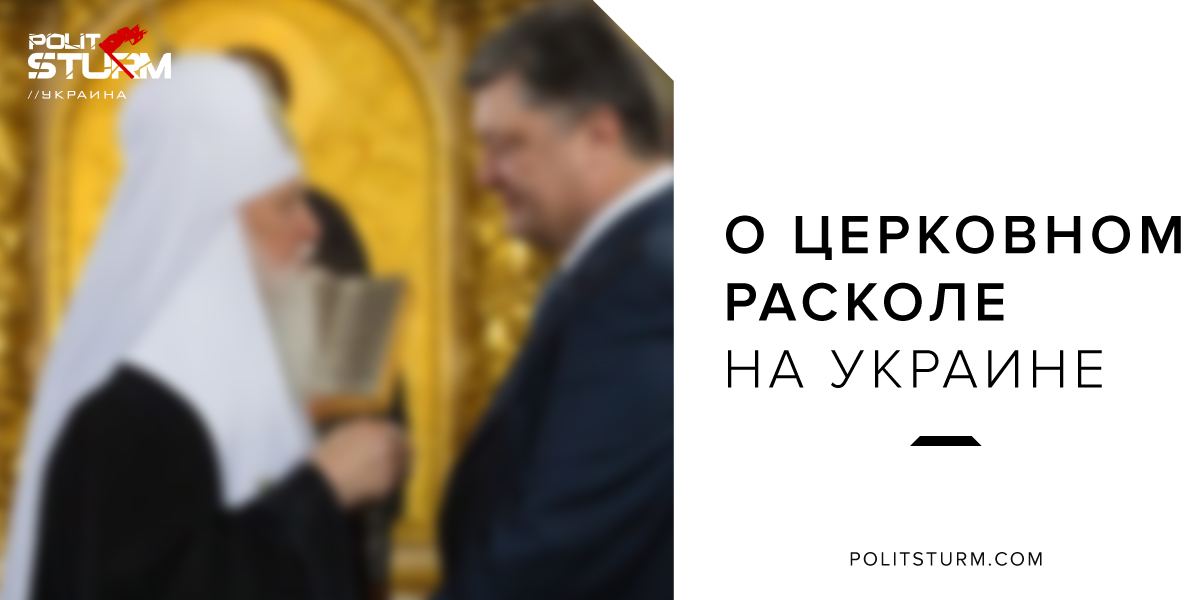 POLIT
STURM
//УКРАИНА
О ЦЕРКОВНОМ
РАСКОЛЕ
НА УКРАИНЕ
POLITSTURM.COM